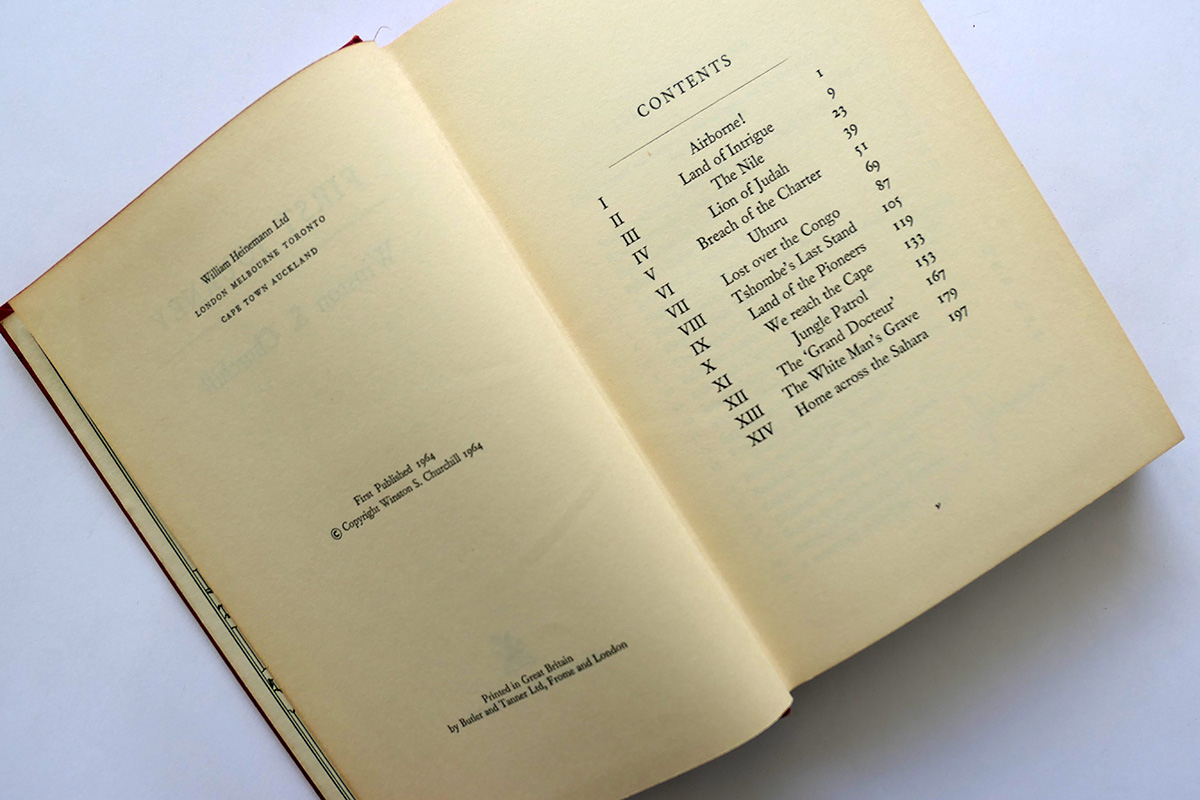 William Heinemann Ltd
LONDON MELBOURNE TORONTO
CAPE TOWN AUCKLAND
First Published 1964
© Copyright Winston S. Churchill 1964
Printed in Great Britain
by Butler and Tanner Ltd, Frome and London
CONTENTS
I Airborne! 1
II Land of Intrigue 9
III The Nile 23
IV Lion of Judah 39
V Breach of the Charter 51
VI Uhuru 69
VII Lost over the Congo 87
VIII Tshombe's Last Stand 105
IX Land of the Pioneers 119
X We reach the Cape 133
XI Jungle Patrol 153
XII The ‘Grand Docteur’ 167
XIII The White Man's Grave 179
XIV Home across the Sahara 197
v